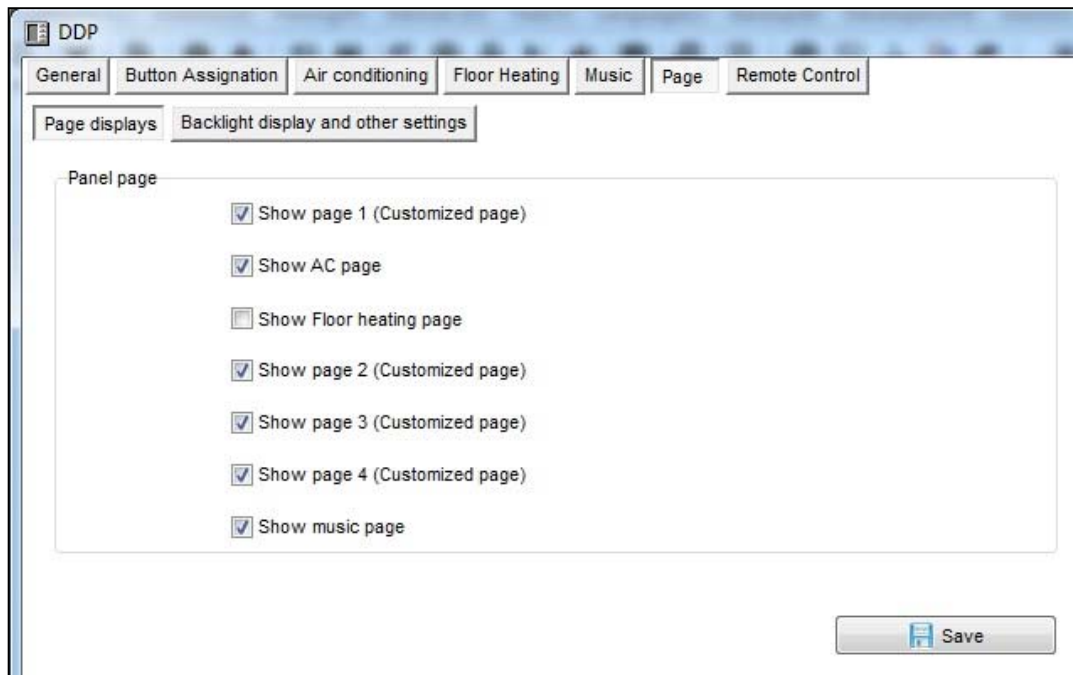 DDP
General Button Assignation Air conditioning Floor Heating Music Page Remote Control
Page displays Backlight display and other settings
Panel page
Show page 1 (Customized page)
Show AC page
Show Floor heating page
Show page 2 (Customized page)
Show page 3 (Customized page)
Show page 4 (Customized page)
Show music page
Save